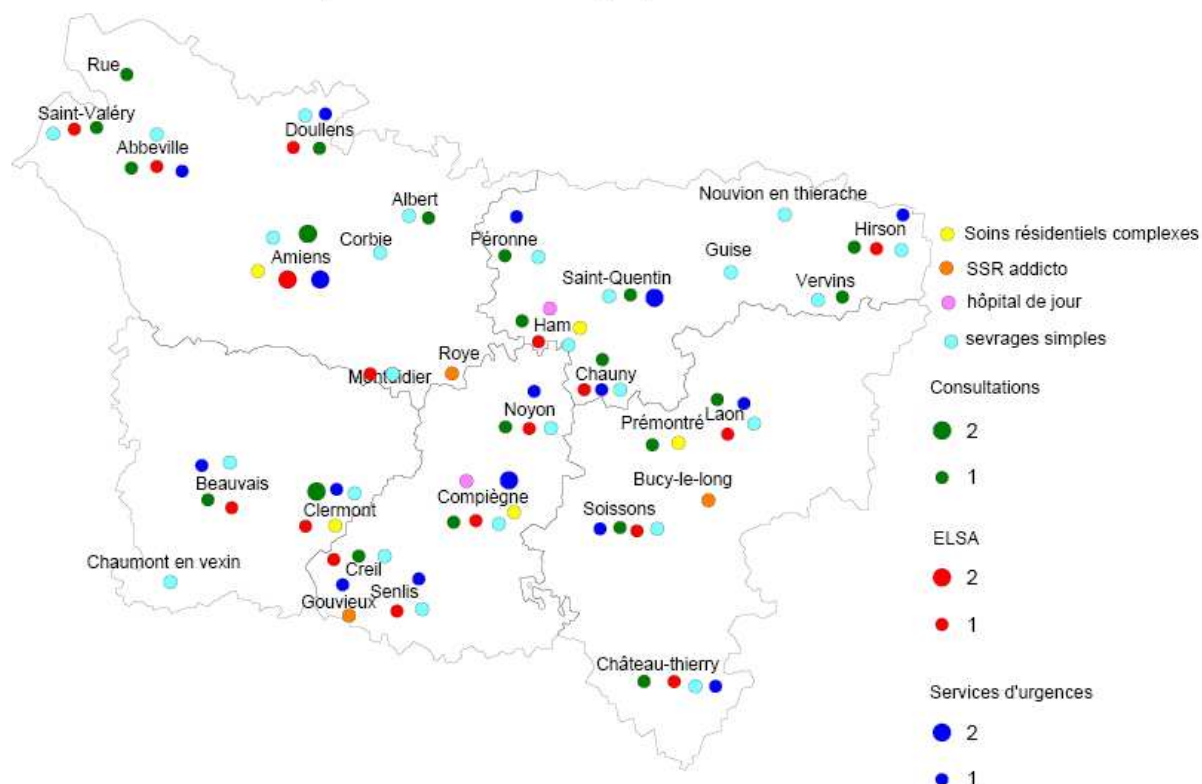 Rue
Saint-Valéry
Abbeville
Doullens
Albert
Corbie
Amiens
Péronne
Saint-Quentin
Ham
Nouvion en thierache
Hirson
Guise
Vervins
Montdidier
Roye
Chauny
Noyon
Prémontré
Laon
Bucy-le-long
Beauvais
Clermont
Compiègne
Soissons
Chaumont en vexin
Creil
Senlis
Gouvieux
Château-thierry
Soins résidentiels complexes
SSR addicto
hôpital de jour
sevrages simples
Consultations
2
1
ELSA
2
1
Services d'urgences
2
1